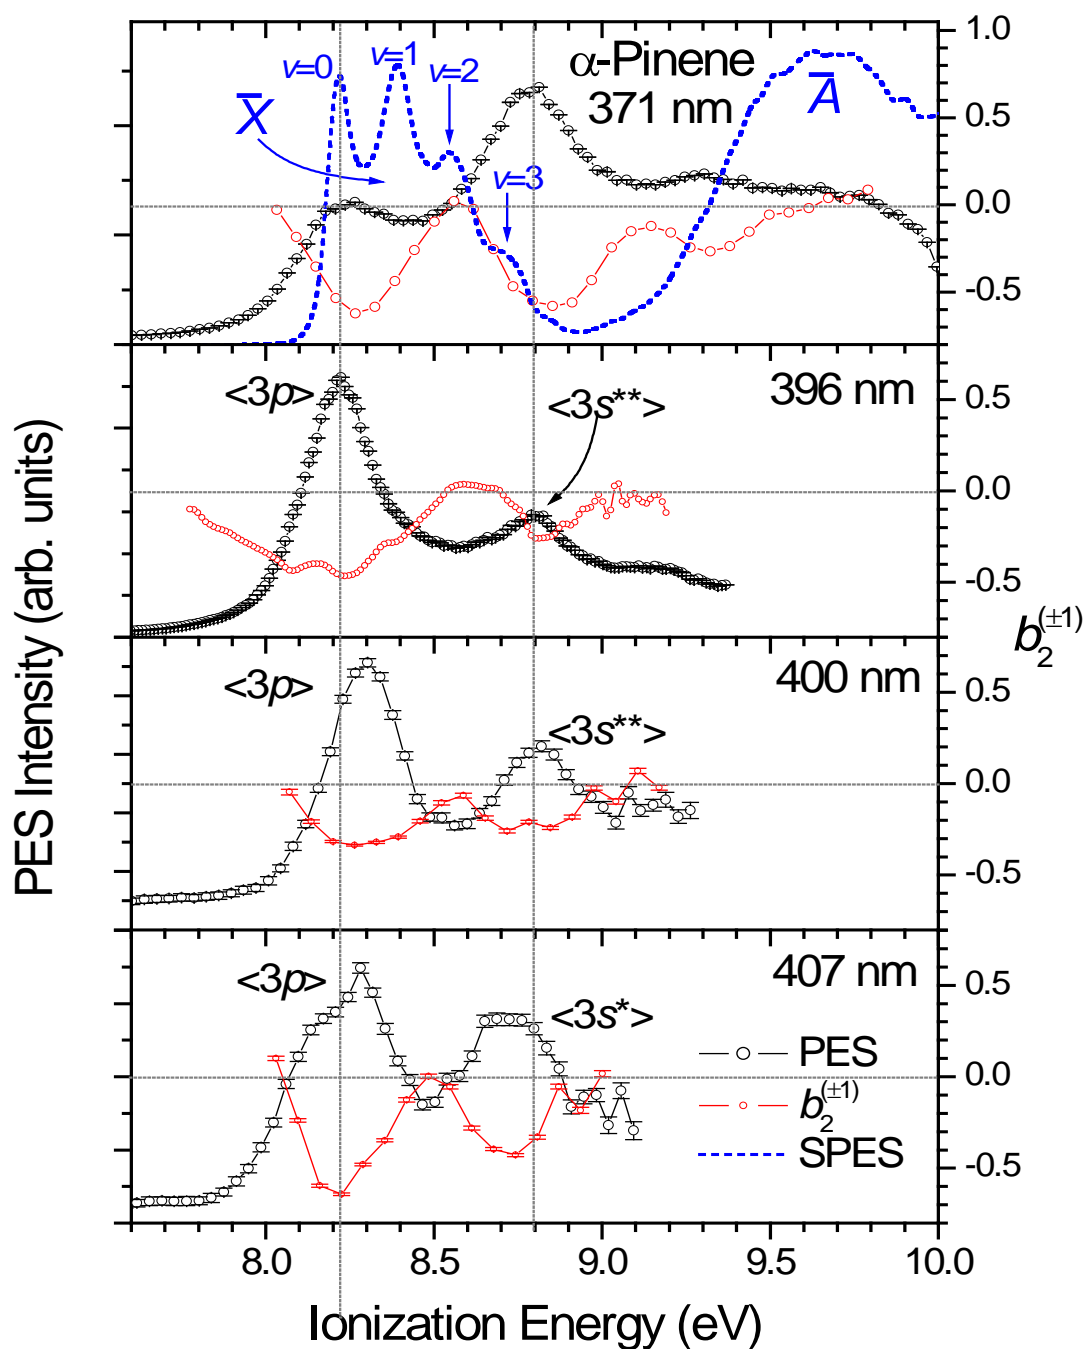 α-Pinene
371 nm
v=0
v=1
v=2
v=3
X̄
Ā
1.0
0.5
0.0
-0.5
396 nm
<3p>
<3s**>
0.5
0.0
-0.5
400 nm
<3p>
<3s**>
0.5
0.0
-0.5
407 nm
<3p>
<3s*>
0.5
0.0
-0.5
PES
b₂⁽±¹⁾
SPES
PES Intensity (arb. units)
b₂⁽±¹⁾
8.0 8.5 9.0 9.5 10.0
Ionization Energy (eV)